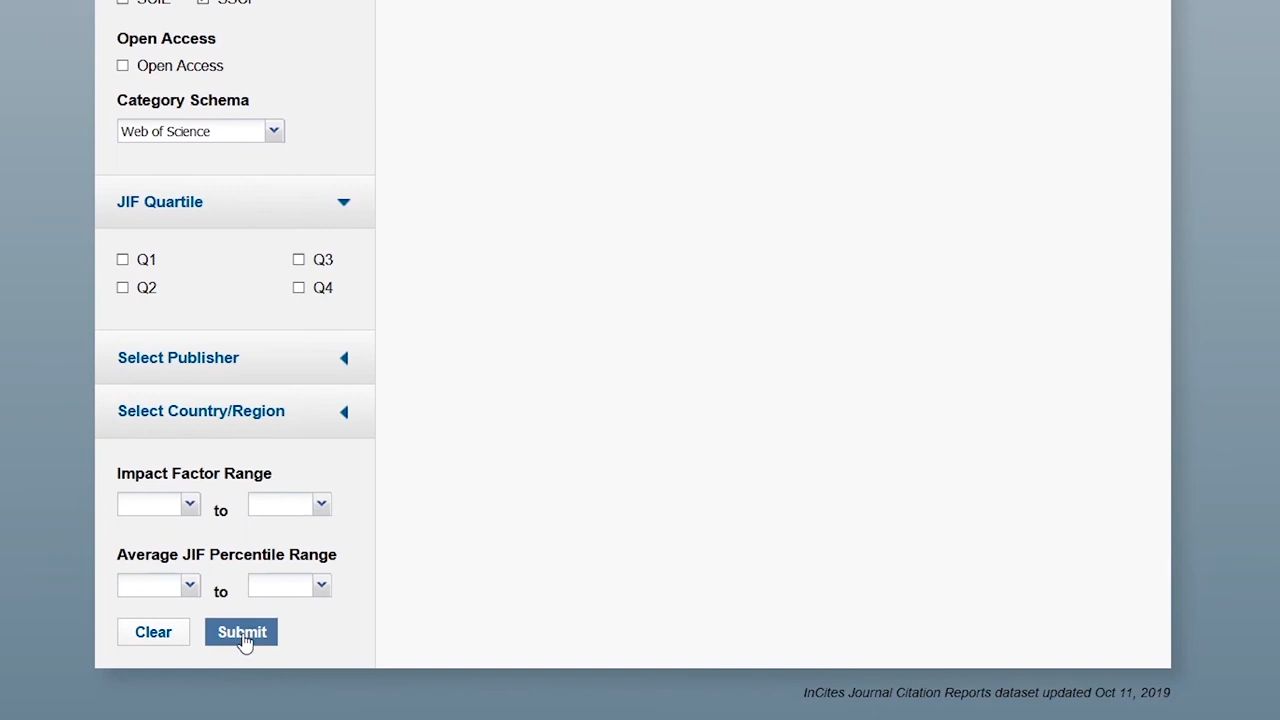 SCIE SSCI
Open Access
Open Access
Category Schema
Web of Science
JIF Quartile
Q1 Q3
Q2 Q4
Select Publisher
Select Country/Region
Impact Factor Range
to
Average JIF Percentile Range
to
Clear Submit
InCites Journal Citation Reports dataset updated Oct 11, 2019